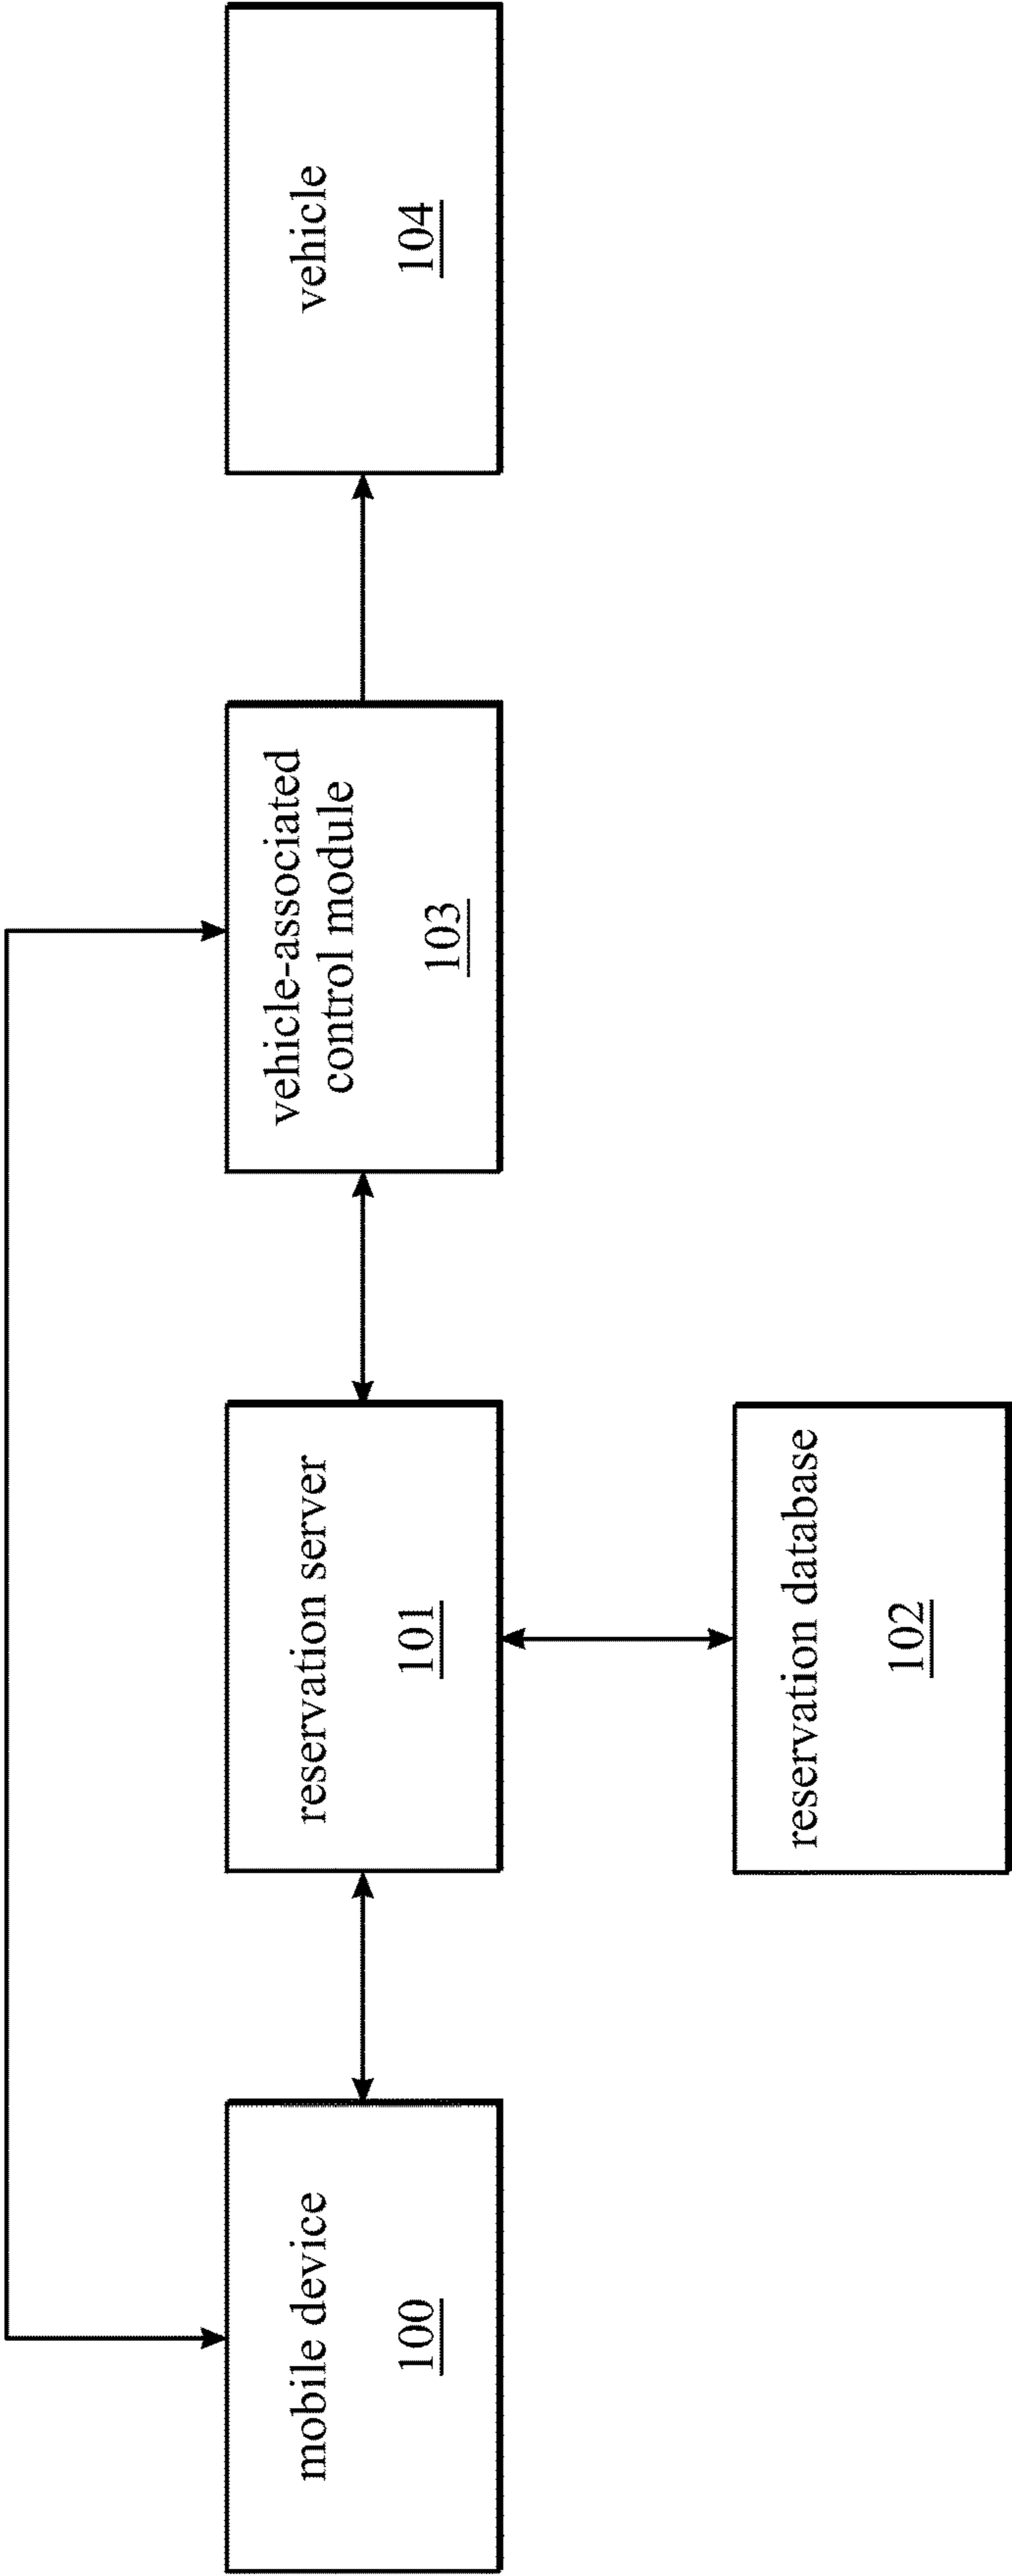 mobile device
100
reservation server
101
vehicle-associated
control module
103
vehicle
104
reservation database
102